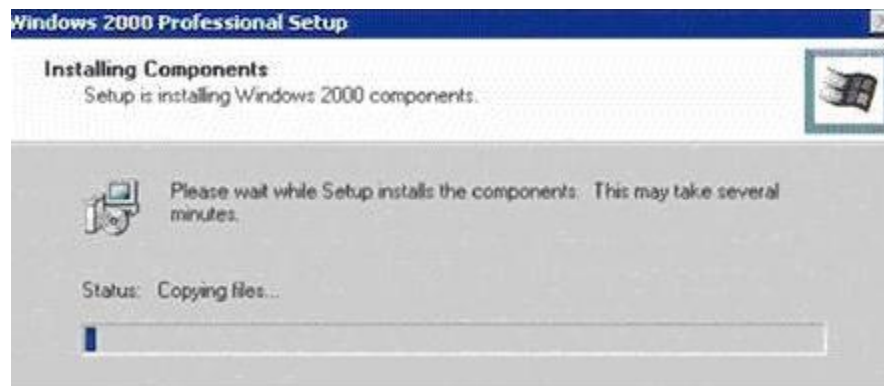 Windows 2000 Professional Setup
Installing Components
Setup is installing Windows 2000 components.
Please wait while Setup installs the components. This may take several
minutes.
Status: Copying files...